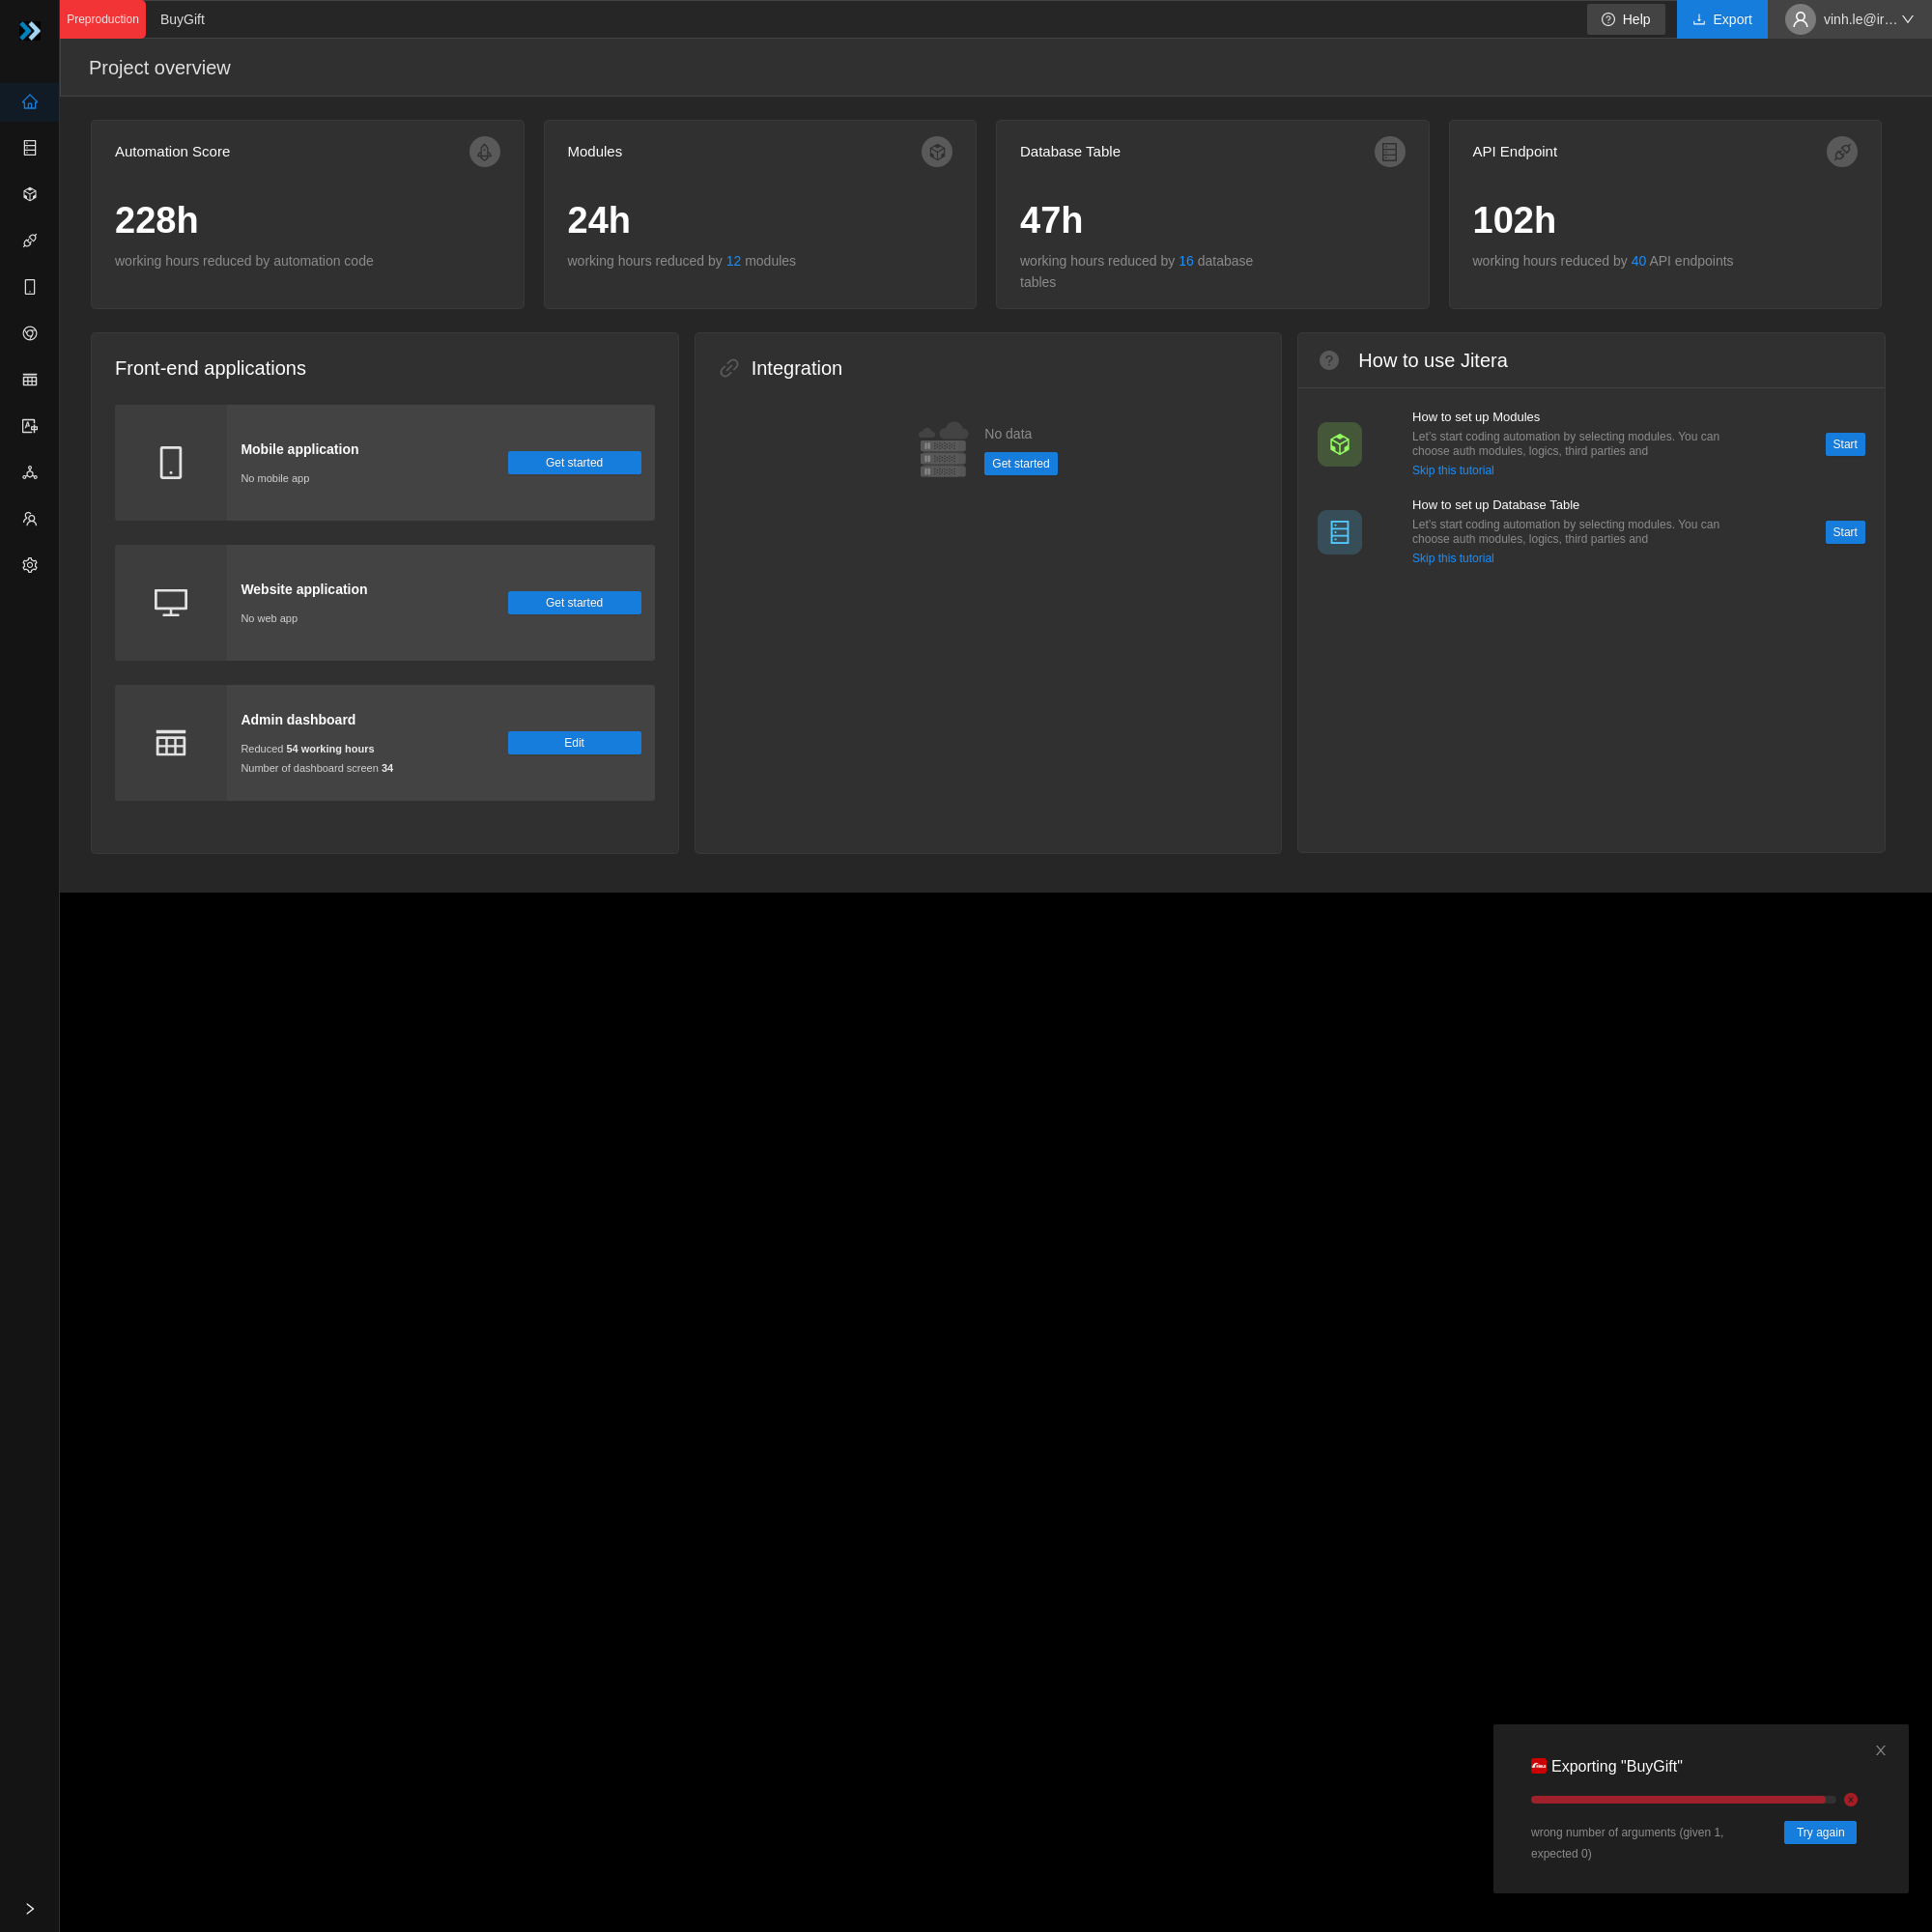 Preproduction
BuyGift
Help
Export
vinh.le@ir…
Project overview
Automation Score
228h
working hours reduced by automation code
Modules
24h
working hours reduced by 12 modules
Database Table
47h
working hours reduced by 16 database
tables
API Endpoint
102h
working hours reduced by 40 API endpoints
Front-end applications
Mobile application
No mobile app
Get started
Website application
No web app
Get started
Admin dashboard
Reduced 54 working hours
Number of dashboard screen 34
Edit
Integration
No data
Get started
How to use Jitera
How to set up Modules
Let's start coding automation by selecting modules. You can
choose auth modules, logics, third parties and
Skip this tutorial
Start
How to set up Database Table
Let's start coding automation by selecting modules. You can
choose auth modules, logics, third parties and
Skip this tutorial
Start
Exporting "BuyGift"
wrong number of arguments (given 1,
expected 0)
Try again